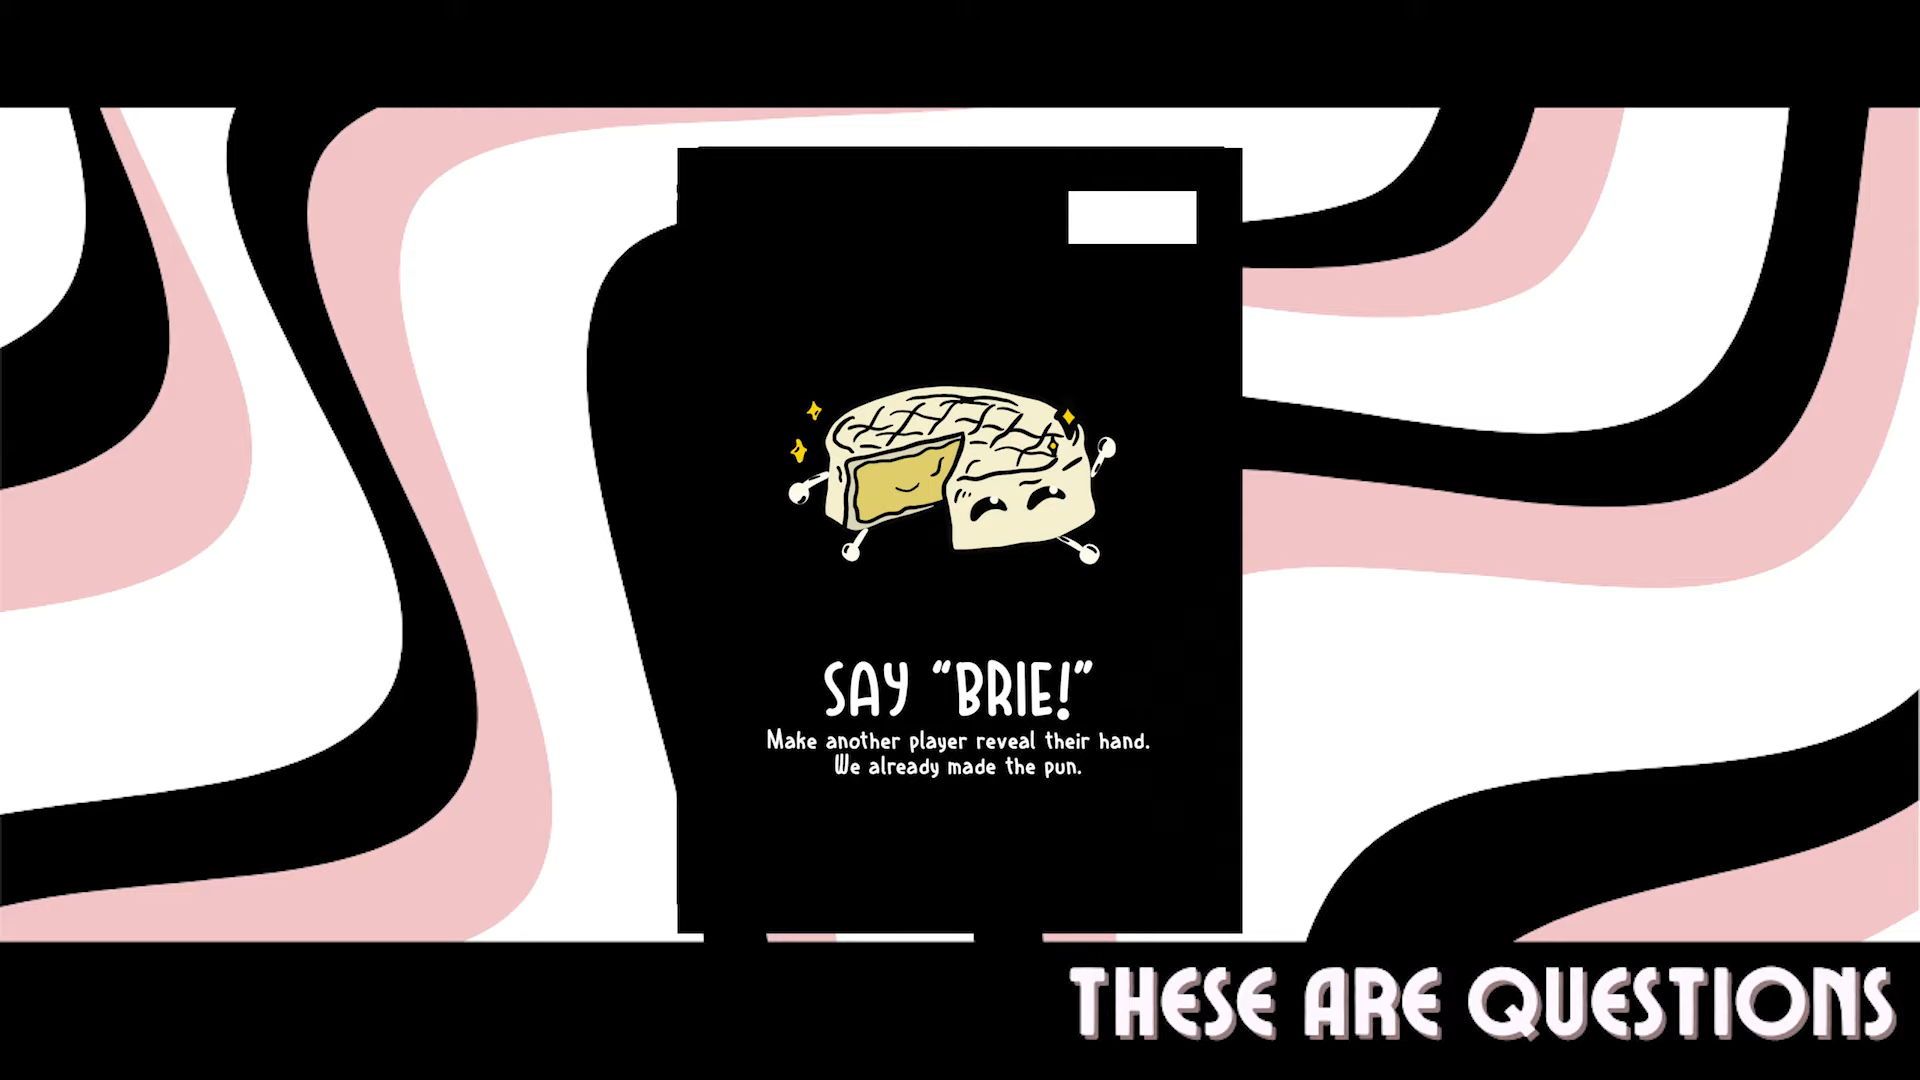 SAY “BRIE!”
Make another player reveal their hand.
We already made the pun.
THESE ARE QUESTIONS